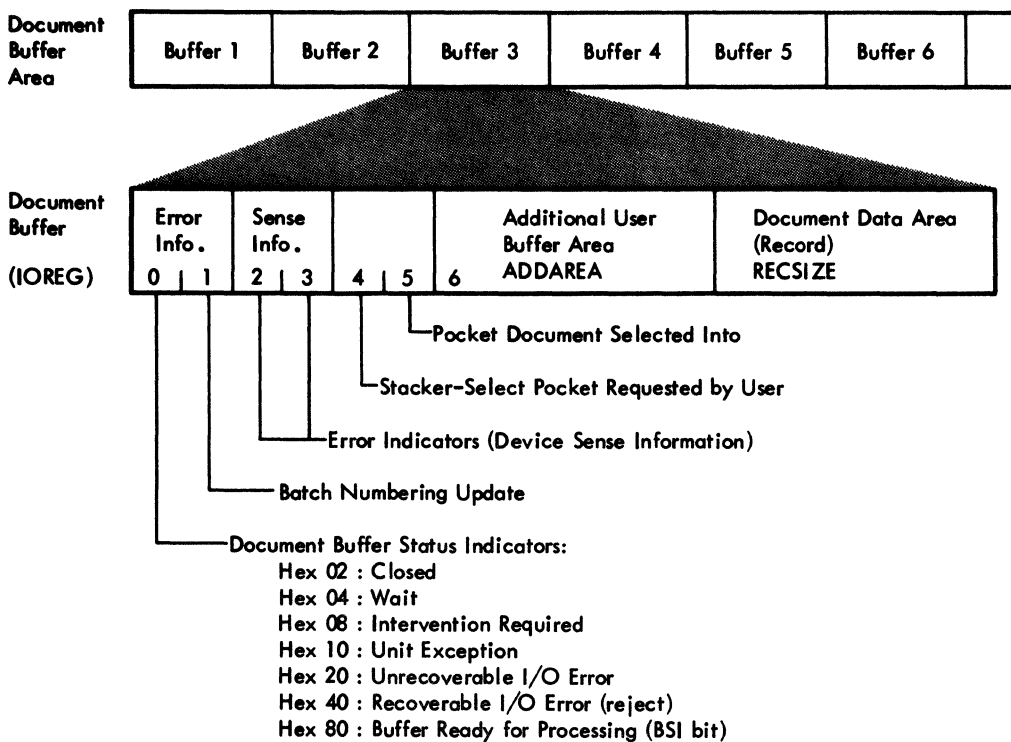 Document
Buffer
Area
Buffer 1
Buffer 2
Buffer 3
Buffer 4
Buffer 5
Buffer 6
Document
Buffer
(IOREG)
Error
Info.
Sense
Info.
Additional User
Buffer Area
ADDAREA
Document Data Area
(Record)
RECSIZE
0 1 2 3 4 5 6
Pocket Document Selected Into
Stacker-Select Pocket Requested by User
Error Indicators (Device Sense Information)
Batch Numbering Update
Document Buffer Status Indicators:
Hex 02 : Closed
Hex 04 : Wait
Hex 08 : Intervention Required
Hex 10 : Unit Exception
Hex 20 : Unrecoverable I/O Error
Hex 40 : Recoverable I/O Error (reject)
Hex 80 : Buffer Ready for Processing (BSI bit)